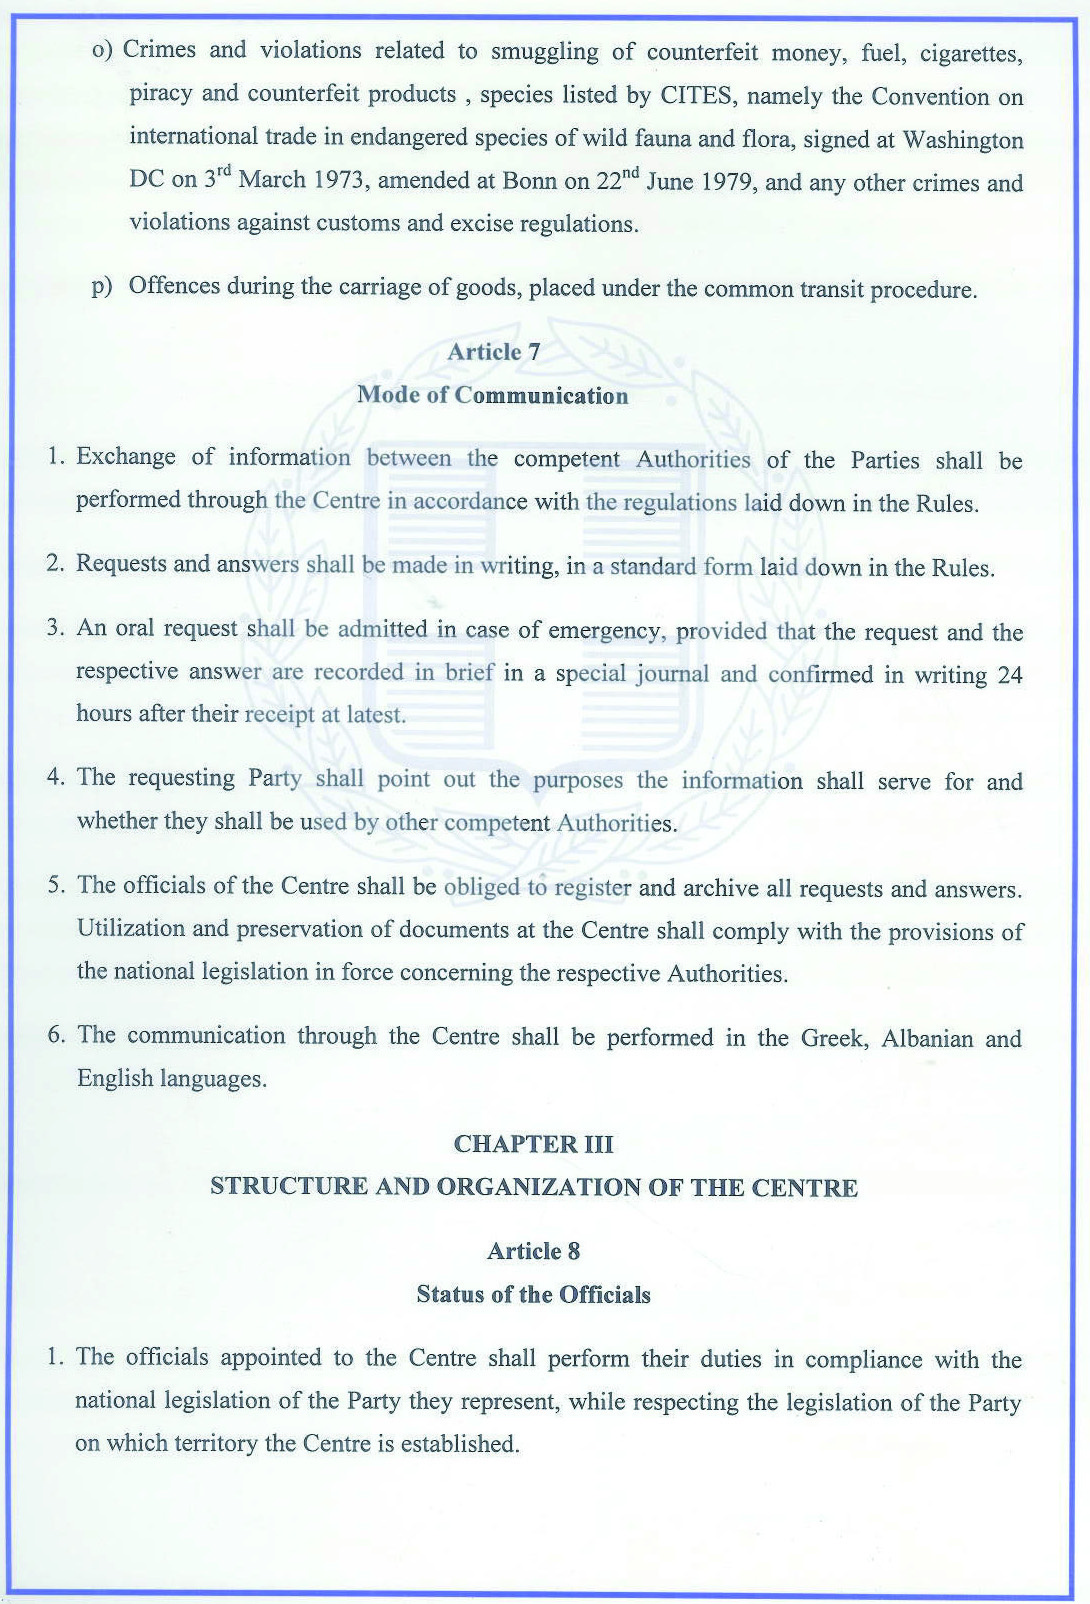 o) Crimes and violations related to smuggling of counterfeit money, fuel, cigarettes,
piracy and counterfeit products , species listed by CITES, namely the Convention on
international trade in endangered species of wild fauna and flora, signed at Washington
DC on 3rd March 1973, amended at Bonn on 22nd June 1979, and any other crimes and
violations against customs and excise regulations.
p) Offences during the carriage of goods, placed under the common transit procedure.
Article 7
Mode of Communication
1. Exchange of information between the competent Authorities of the Parties shall be
performed through the Centre in accordance with the regulations laid down in the Rules.
2. Requests and answers shall be made in writing, in a standard form laid down in the Rules.
3. An oral request shall be admitted in case of emergency, provided that the request and the
respective answer are recorded in brief in a special journal and confirmed in writing 24
hours after their receipt at latest.
4. The requesting Party shall point out the purposes the information shall serve for and
whether they shall be used by other competent Authorities.
5. The officials of the Centre shall be obliged to register and archive all requests and answers.
Utilization and preservation of documents at the Centre shall comply with the provisions of
the national legislation in force concerning the respective Authorities.
6. The communication through the Centre shall be performed in the Greek, Albanian and
English languages.
CHAPTER III
STRUCTURE AND ORGANIZATION OF THE CENTRE
Article 8
Status of the Officials
1. The officials appointed to the Centre shall perform their duties in compliance with the
national legislation of the Party they represent, while respecting the legislation of the Party
on which territory the Centre is established.